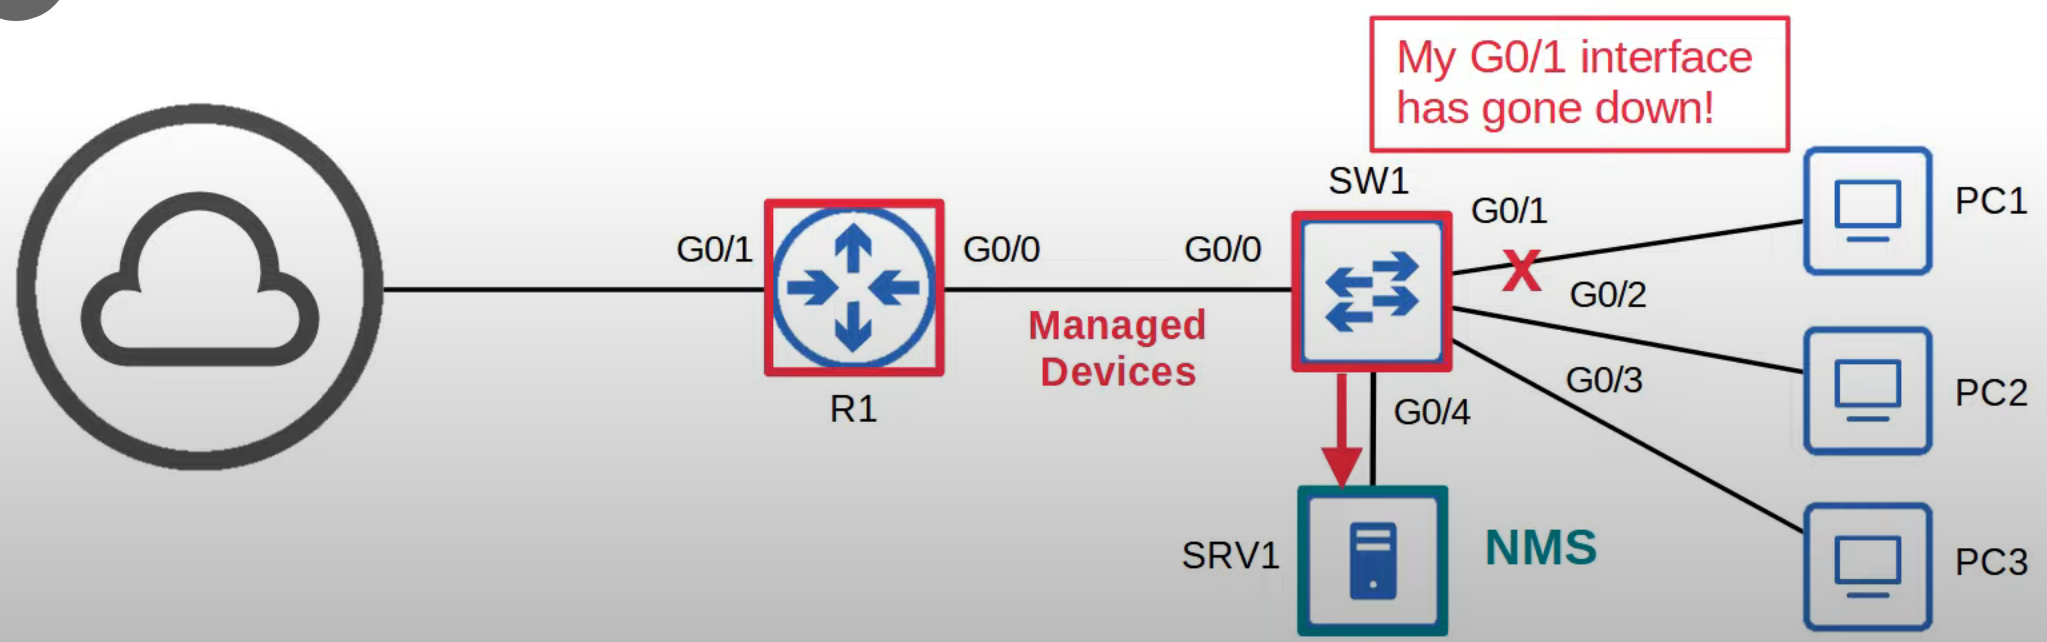 My G0/1 interface
has gone down!
SW1
G0/1
PC1
G0/1
G0/0
G0/0
G0/2
Managed
Devices
G0/3
PC2
R1
G0/4
SRV1
NMS
PC3